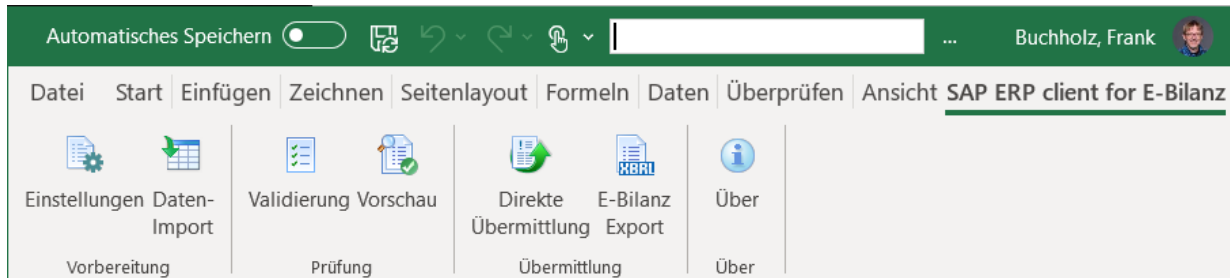 Automatisches Speichern ... Buchholz, Frank
Datei Start Einfügen Zeichnen Seitenlayout Formeln Daten Überprüfen Ansicht SAP ERP client for E-Bilanz
XBRL
Einstellungen Daten- Validierung Vorschau Direkte E-Bilanz Über
Import Übermittlung Export
Vorbereitung Prüfung Übermittlung Über